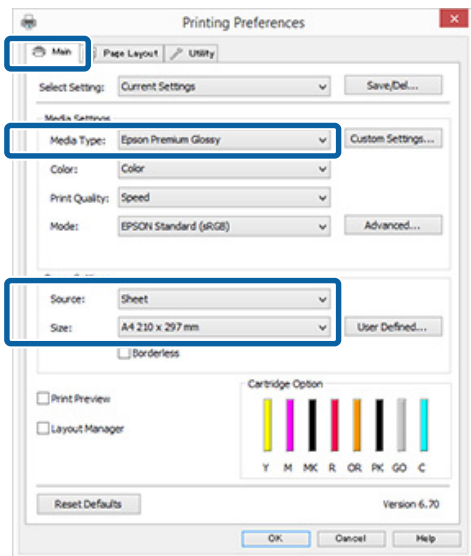 Printing Preferences
Main Page Layout Utility
Select Setting: Current Settings Save/Del...
Media Settings
Media Type: Epson Premium Glossy Custom Settings...
Color: Color
Print Quality: Speed
Mode: EPSON Standard (sRGB) Advanced...
Source: Sheet
Size: A4 210 x 297 mm User Defined...
Borderless
Print Preview
Layout Manager
Cartridge Option
Y M MK R OR PK GO C
Reset Defaults Version 6.70
OK Cancel Help